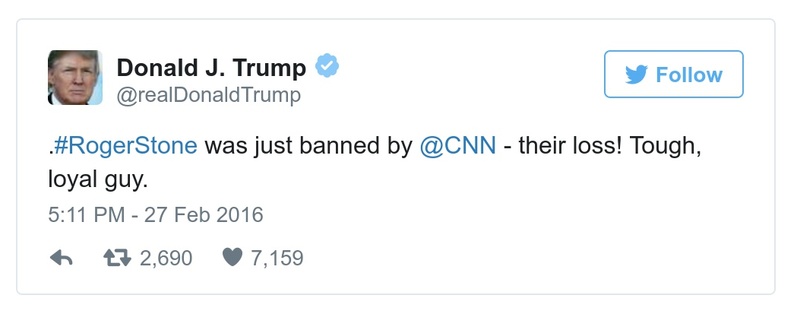 Donald J. Trump
@realDonaldTrump
Follow
.#RogerStone was just banned by @CNN - their loss! Tough,
loyal guy.
5:11 PM - 27 Feb 2016
2,690 7,159